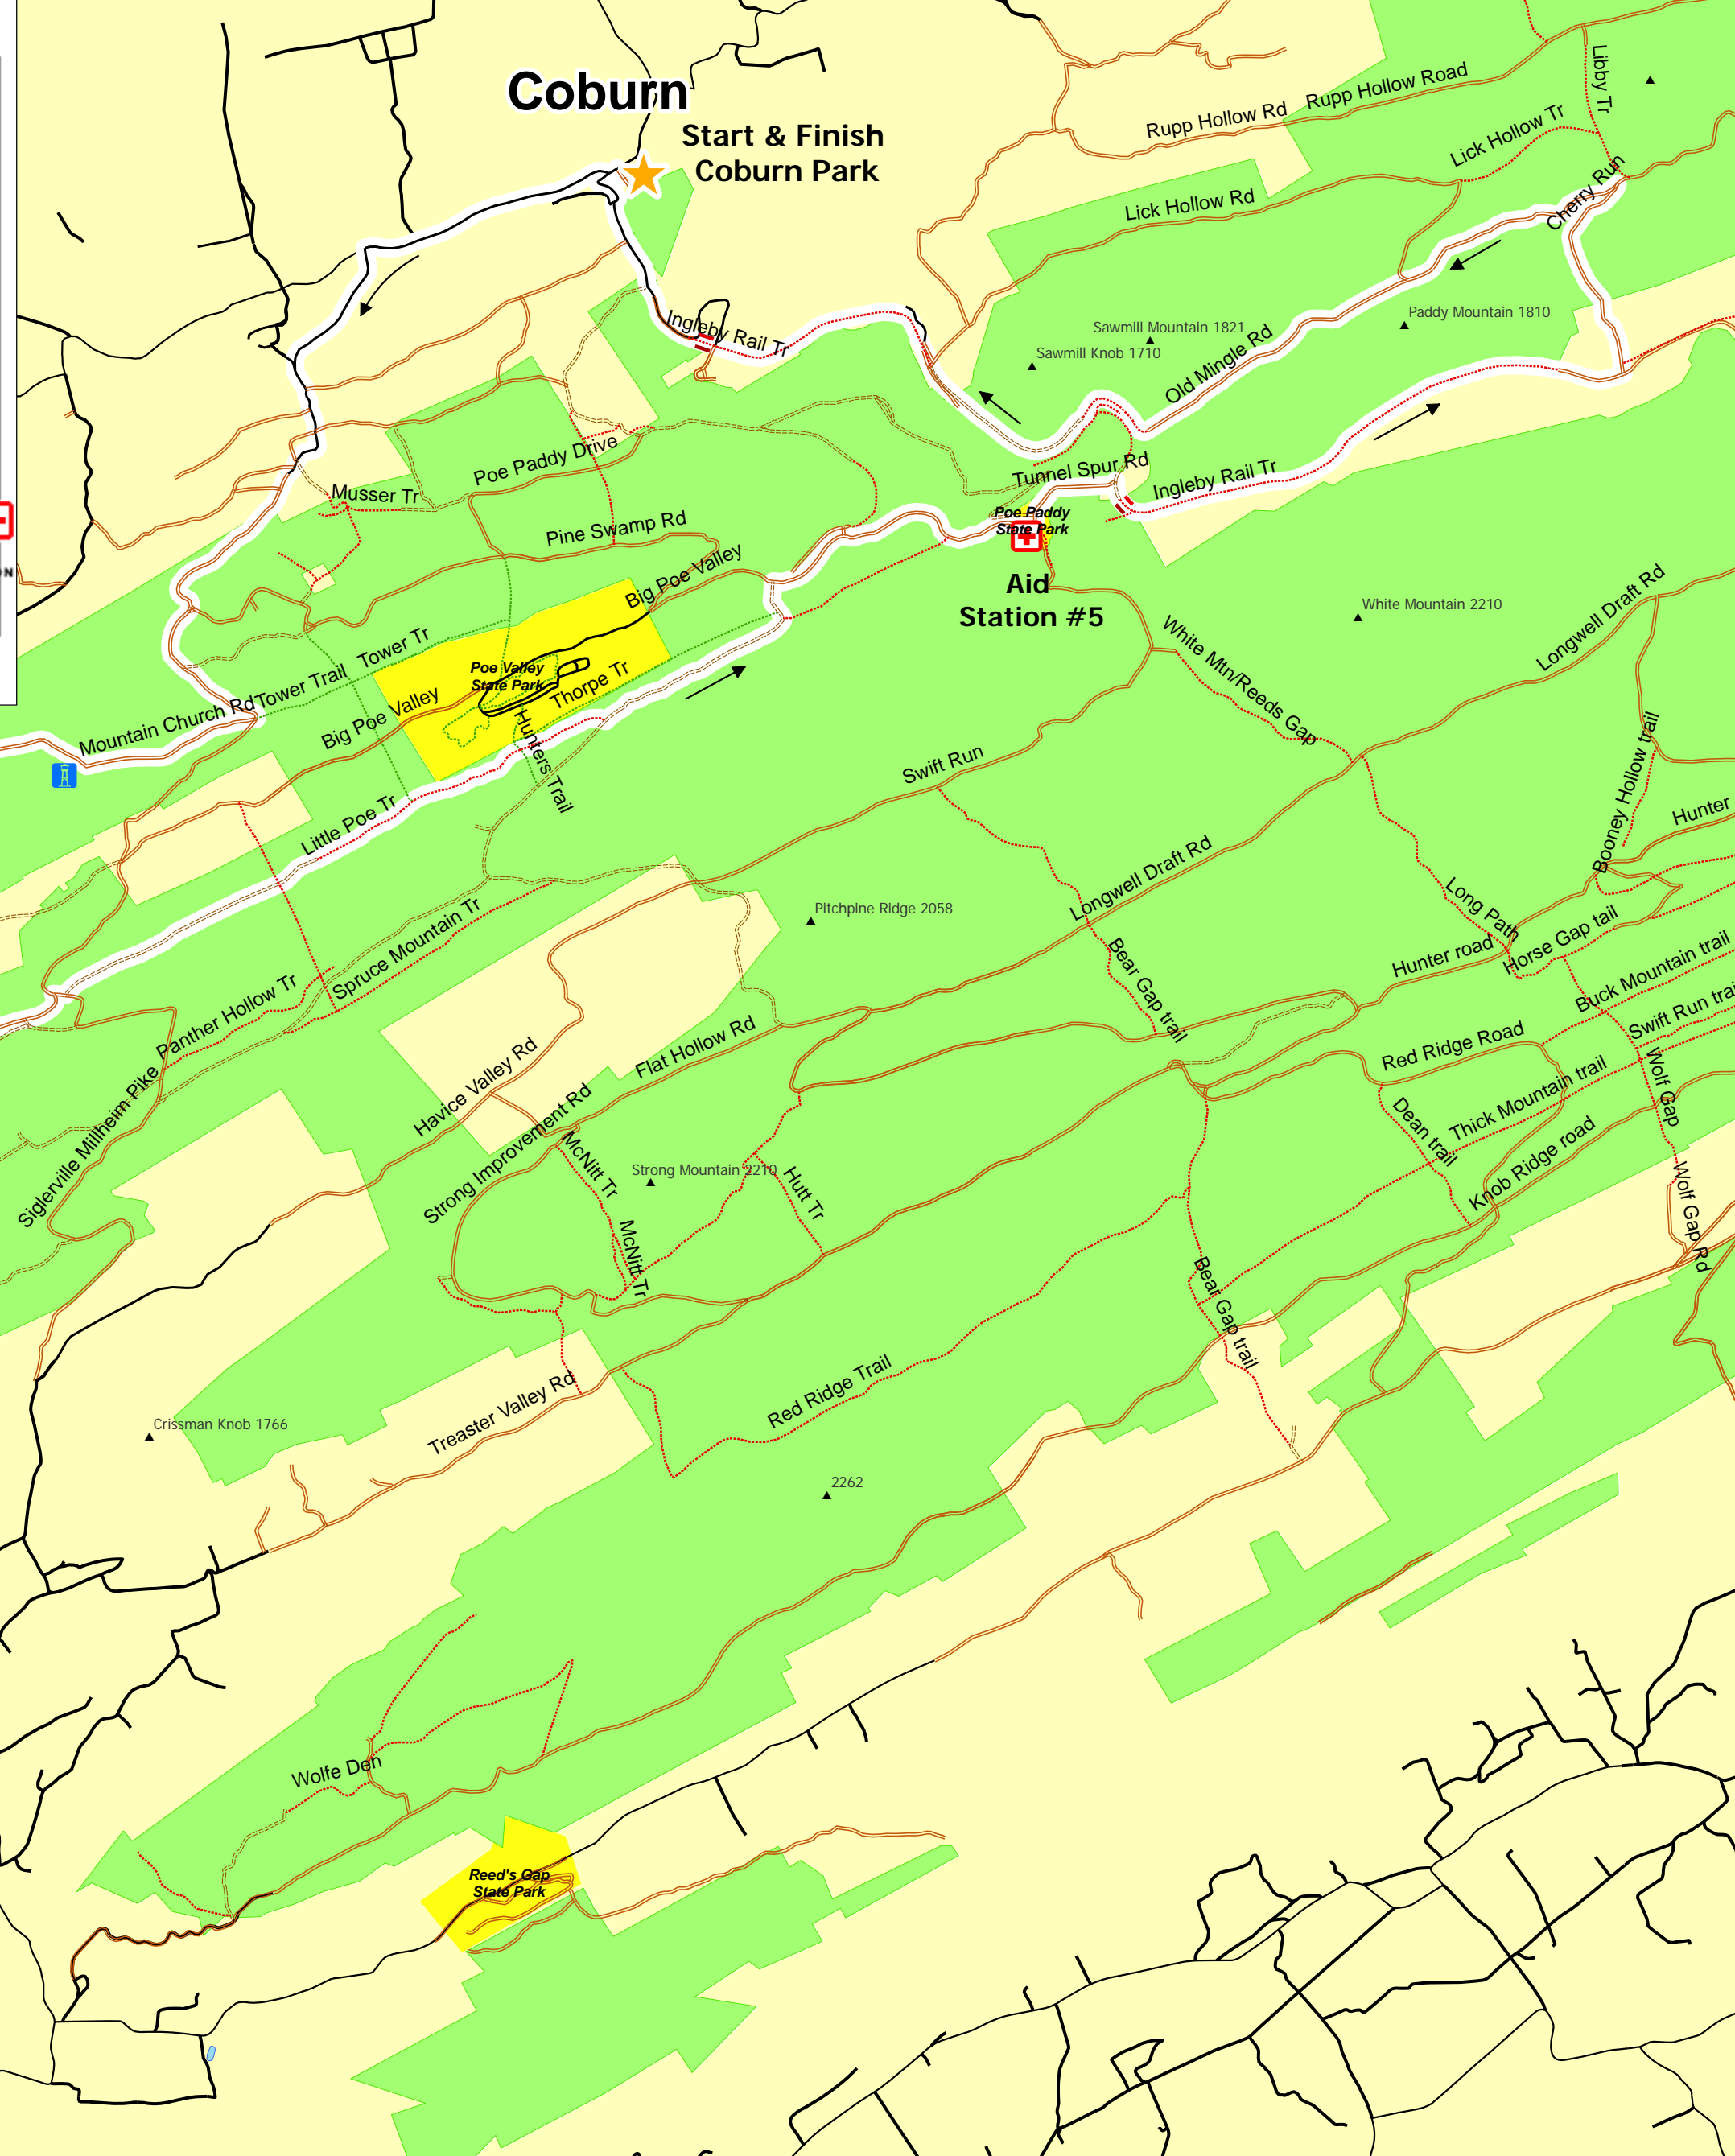 Coburn
Start & Finish
Coburn Park
Rupp Hollow Rd
Rupp Hollow Road
Libby Tr
Lick Hollow Tr
Lick Hollow Rd
Cherry Run
Ingleby Rail Tr
Sawmill Mountain 1821
Sawmill Knob 1710
Paddy Mountain 1810
Old Mingle Rd
Poe Paddy Drive
Musser Tr
Pine Swamp Rd
Tunnel Spur Rd
Ingleby Rail Tr
Poe Paddy
State Park
Aid
Station #5
Big Poe Valley
White Mountain 2210
Longwell Draft Rd
White Mtn/Reeds Gap
Tower Tr
Tower Trail
Mountain Church Rd
Poe Valley
State Park
Thorpe Tr
Big Poe Valley
Hunters Trail
Little Poe Tr
Swift Run
Booney Hollow trail
Hunter
Longwell Draft Rd
Pitchpine Ridge 2058
Long Path
Horse Gap tail
Hunter road
Bear Gap trail
Buck Mountain trail
Swift Run trai
Spruce Mountain Tr
Panther Hollow Tr
Siglerville Millheim Pike
Havice Valley Rd
Flat Hollow Rd
Strong Improvement Rd
Red Ridge Road
Wolf Gap
Thick Mountain trail
Dean trail
Knob Ridge road
Wolf Gap Rd
McNitt Tr
Strong Mountain 2210
Hutt Tr
McNitt Tr
Bear Gap trail
Red Ridge Trail
Treaster Valley Rd
Crissman Knob 1766
2262
Wolfe Den
Reed's Gap
State Park
N